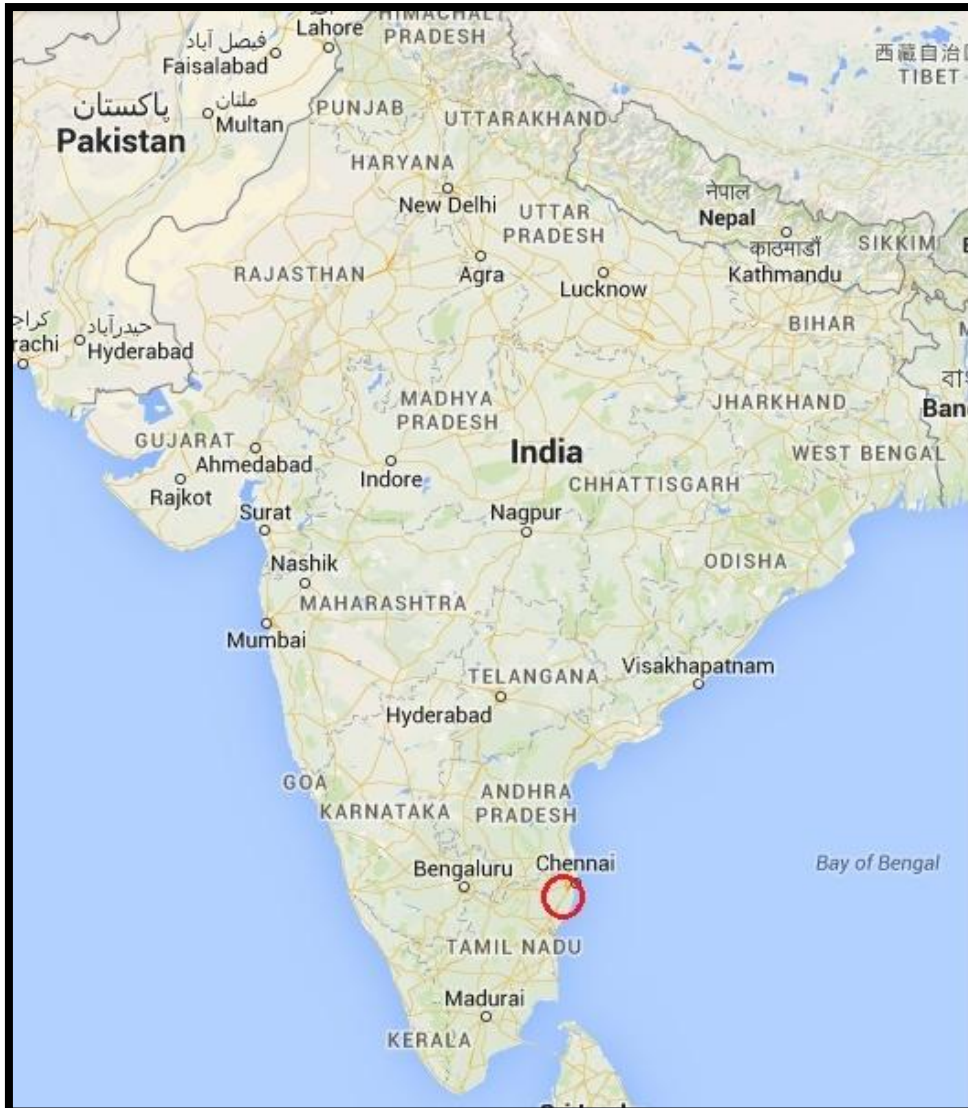 HIMACHAL
PRADESH
Lahore
فيصل آباد
Faisalabad
西藏自治
TIBET
پاکستان
Pakistan
ملتان
Multan
PUNJAB
UTTARAKHAND
HARYANA
New Delhi
नेपाल
Nepal
UTTAR
PRADESH
काठमाडौं
Kathmandu
SIKKIM
Agra
RAJASTHAN
Lucknow
حیدرآباد
Hyderabad
BIHAR
MADHYA
PRADESH
JHARKHAND
GUJARAT
Ahmedabad
India
WEST BENGAL
Indore
CHHATTISGARH
Rajkot
Surat
Nagpur
Nashik
ODISHA
MAHARASHTRA
Mumbai
Visakhapatnam
TELANGANA
Hyderabad
GOA
ANDHRA
PRADESH
KARNATAKA
Bengaluru
Chennai
Bay of Bengal
TAMIL NADU
Madurai
KERALA